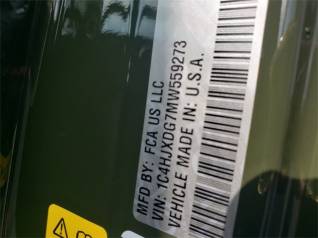 MFD BY: FCA US LLC
VIN: 1C4HJXDG7MW559273
VEHICLE MADE IN: U.S.A.